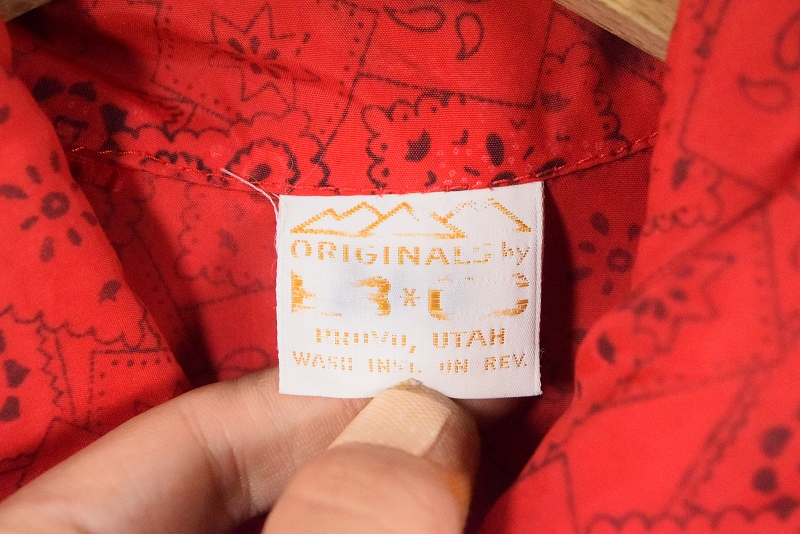 ORIGINALS by
PROVO, UTAH
WASH INST. ON REV.